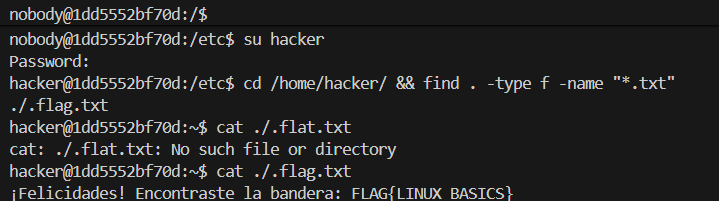 nobody@1dd5552bf70d:/$
nobody@1dd5552bf70d:/etc$ su hacker
Password:
hacker@1dd5552bf70d:/etc$ cd /home/hacker/ && find . -type f -name "*.txt"
./.flag.txt
hacker@1dd5552bf70d:~$ cat ./.flat.txt
cat: ./.flat.txt: No such file or directory
hacker@1dd5552bf70d:~$ cat ./.flag.txt
¡Felicidades! Encontraste la bandera: FLAG{LINUX_BASICS}